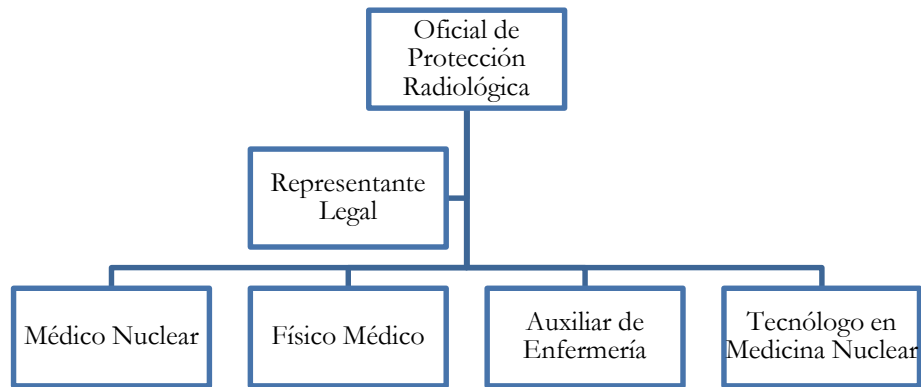 Oficial de
Protección
Radiológica
Representante
Legal
Médico Nuclear
Físico Médico
Auxiliar de
Enfermería
Tecnólogo en
Medicina Nuclear